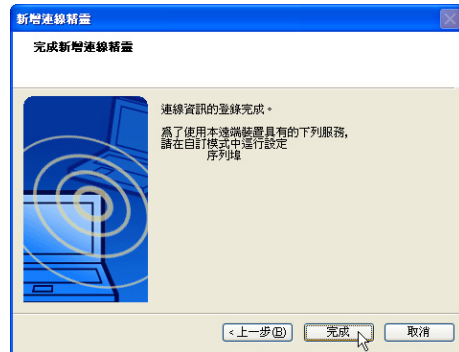 新增連線精靈
完成新增連線精靈
連線資訊的登錄完成。
為了使用本遠端裝置具有的下列服務,
請在自訂模式中進行設定
序列埠
<上一步(B)
完成
取消